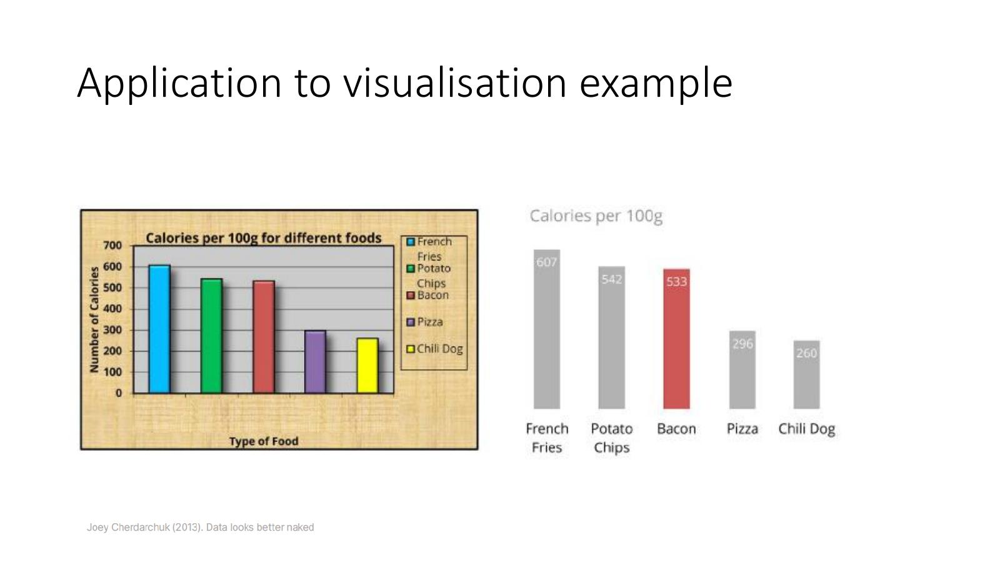 Application to visualisation example
Calories per 100g for different foods
Number of Calories
700
600
500
400
300
200
100
0
Type of Food
French
Fries
Potato
Chips
Bacon
Pizza
Chili Dog
Calories per 100g
607
542
533
296
260
French
Fries
Potato
Chips
Bacon
Pizza
Chili Dog
Joey Cherdarchuk (2013). Data looks better naked